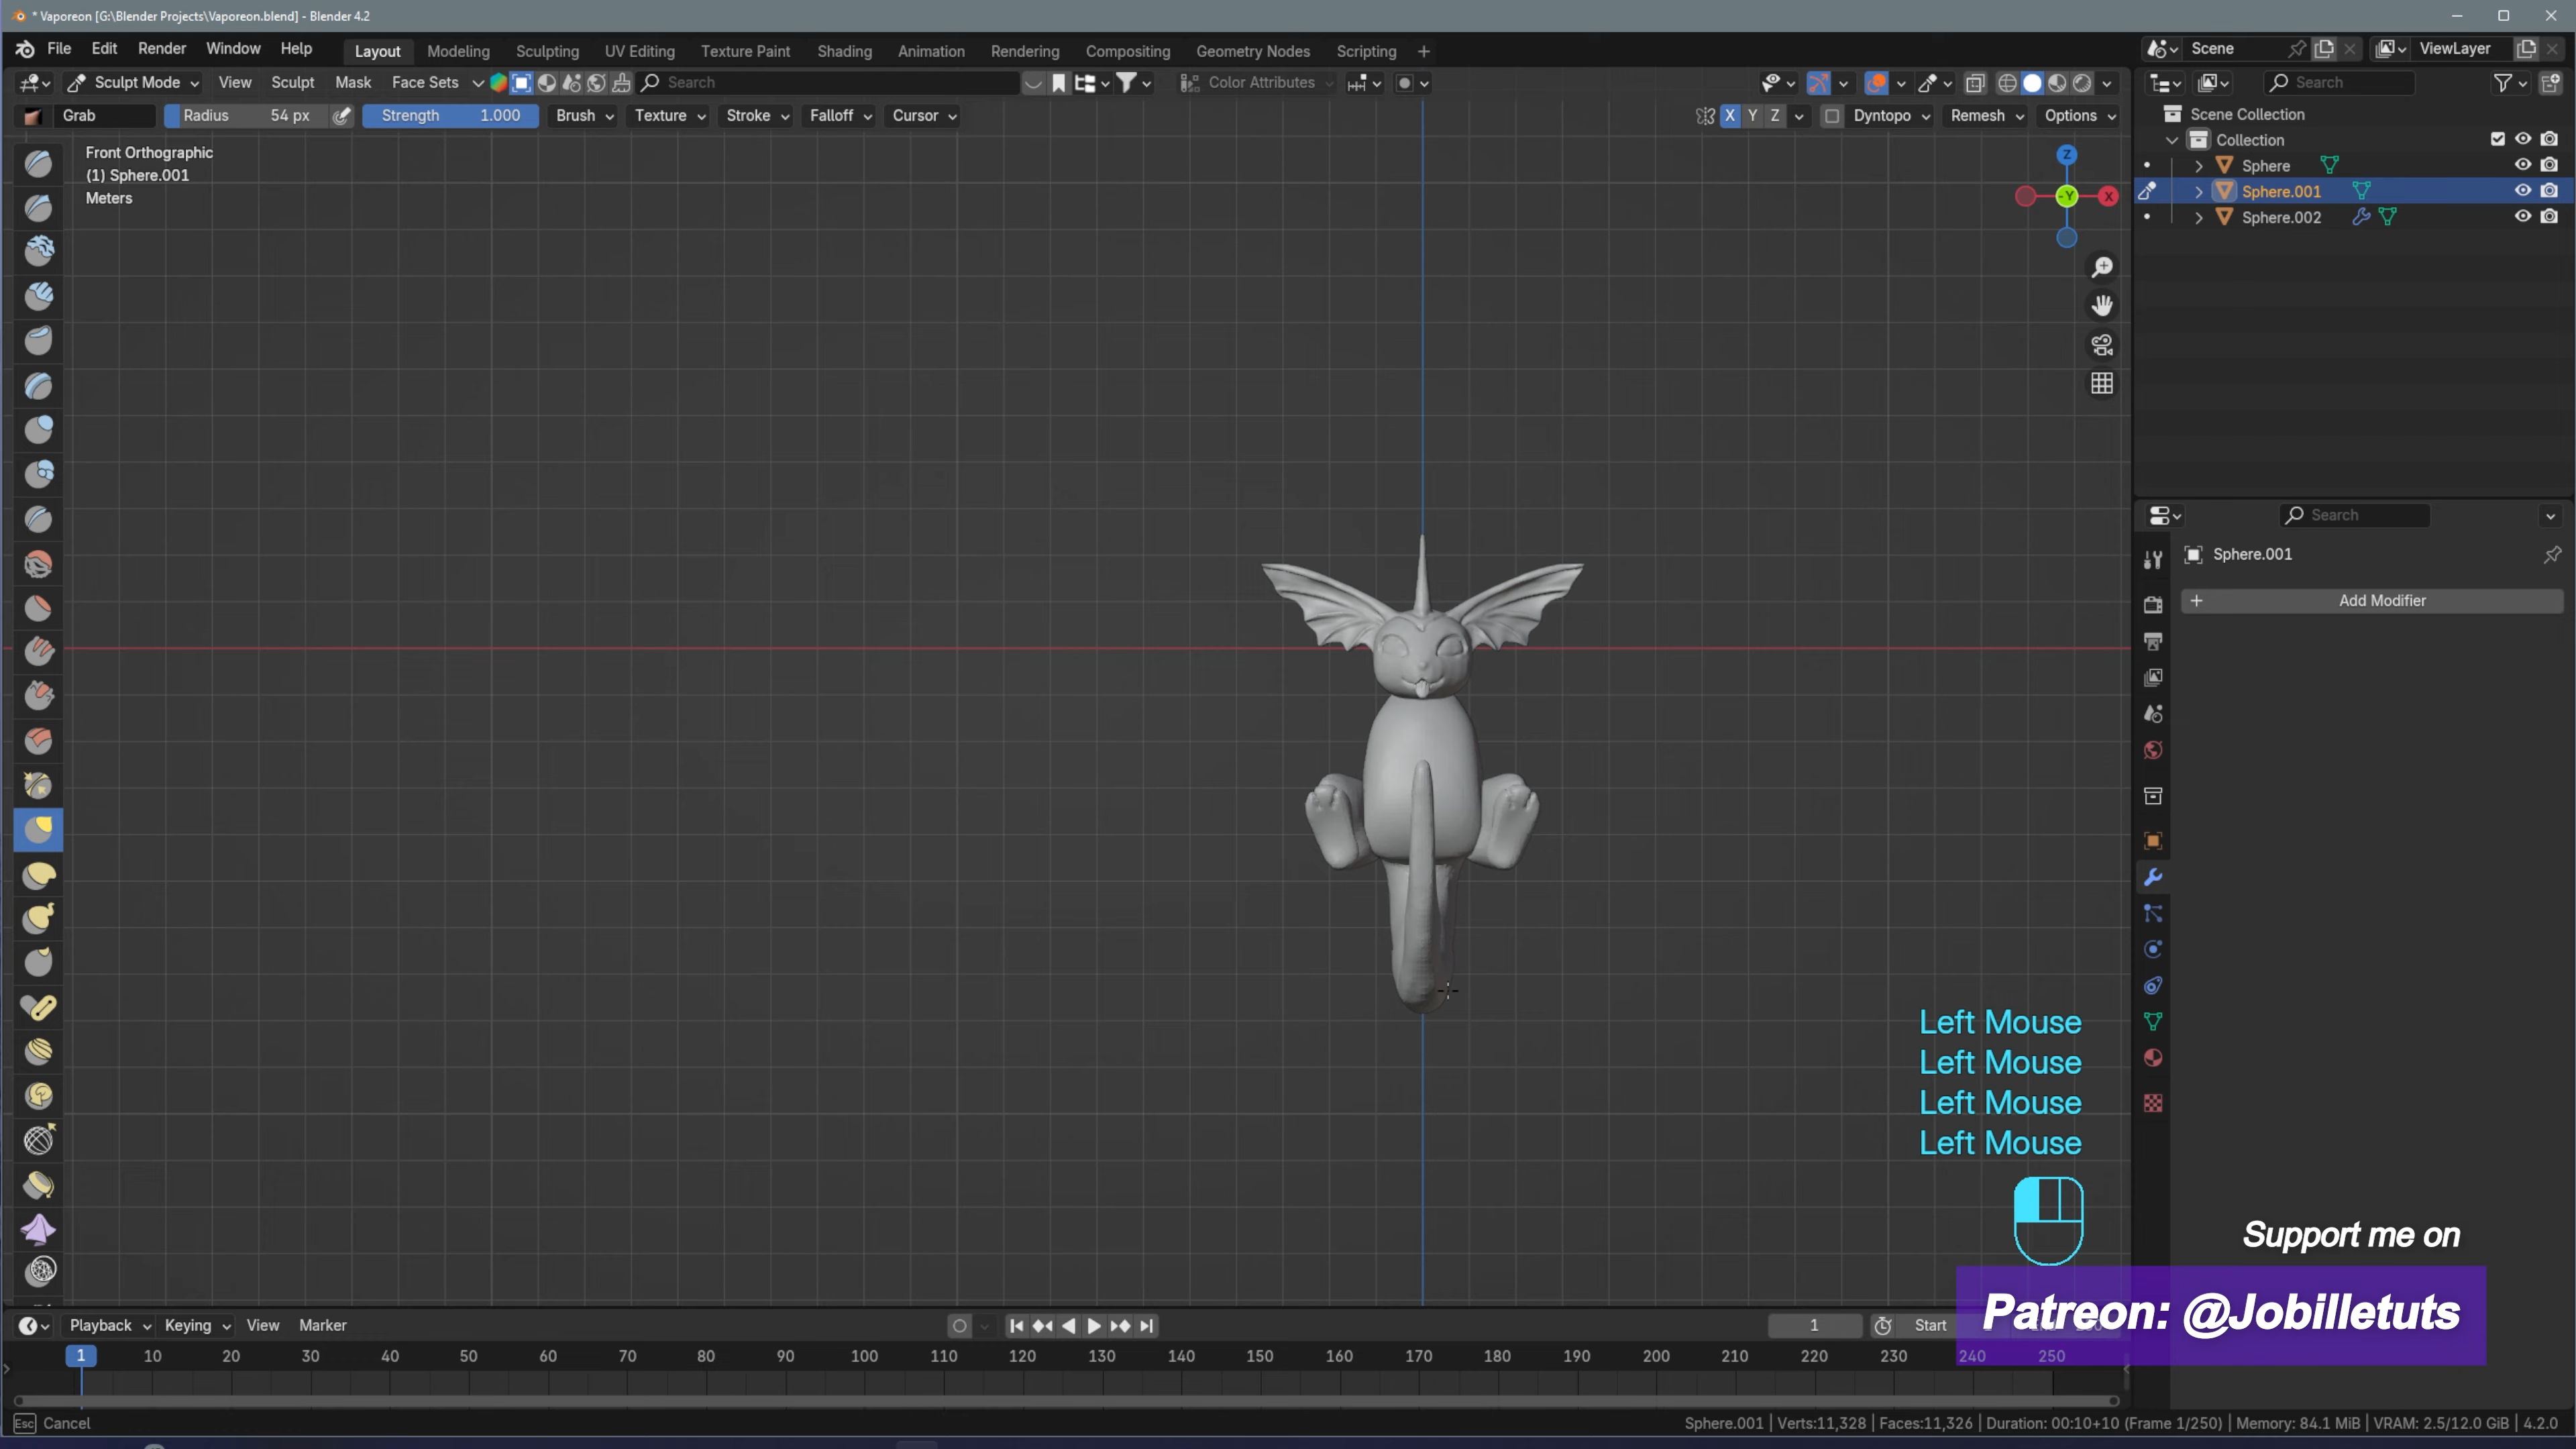 * Vaporeon [G:\Blender Projects\Vaporeon.blend] - Blender 4.2
File Edit Render Window Help Layout Modeling Sculpting UV Editing Texture Paint Shading Animation Rendering Compositing Geometry Nodes Scripting + Scene ViewLayer
Sculpt Mode View Sculpt Mask Face Sets Search Color Attributes Search
Grab Radius 54 px Strength 1.000 Brush Texture Stroke Falloff Cursor X Y Z Dyntopo Remesh Options
Scene Collection
Collection
Sphere
Sphere.001
Sphere.002
Front Orthographic
(1) Sphere.001
Meters
Z
-Y
X
Search
Sphere.001
+ Add Modifier
Left Mouse
Left Mouse
Left Mouse
Left Mouse
Support me on
Patreon: @Jobilletuts
Playback Keying View Marker 1 Start
1 10 20 30 40 50 60 70 80 90 100 110 120 130 140 150 160 170 180 190 200 210 220 230 240 250
Esc Cancel
Sphere.001 | Verts:11,328 | Faces:11,326 | Duration: 00:10+10 (Frame 1/250) | Memory: 84.1 MiB | VRAM: 2.5/12.0 GiB | 4.2.0